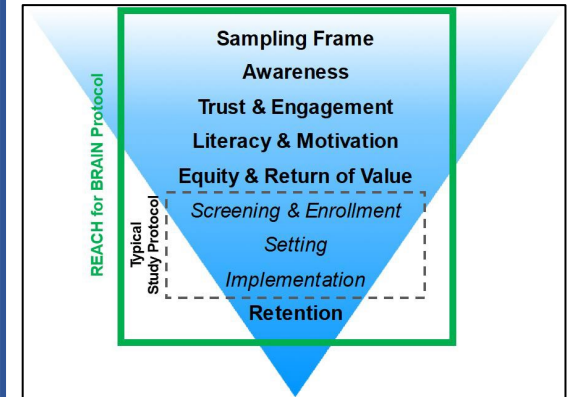 Sampling Frame
Awareness
Trust & Engagement
Literacy & Motivation
Equity & Return of Value
Screening & Enrollment
Setting
Implementation
Retention
REACH for BRAIN Protocol
Typical
Study Protocol